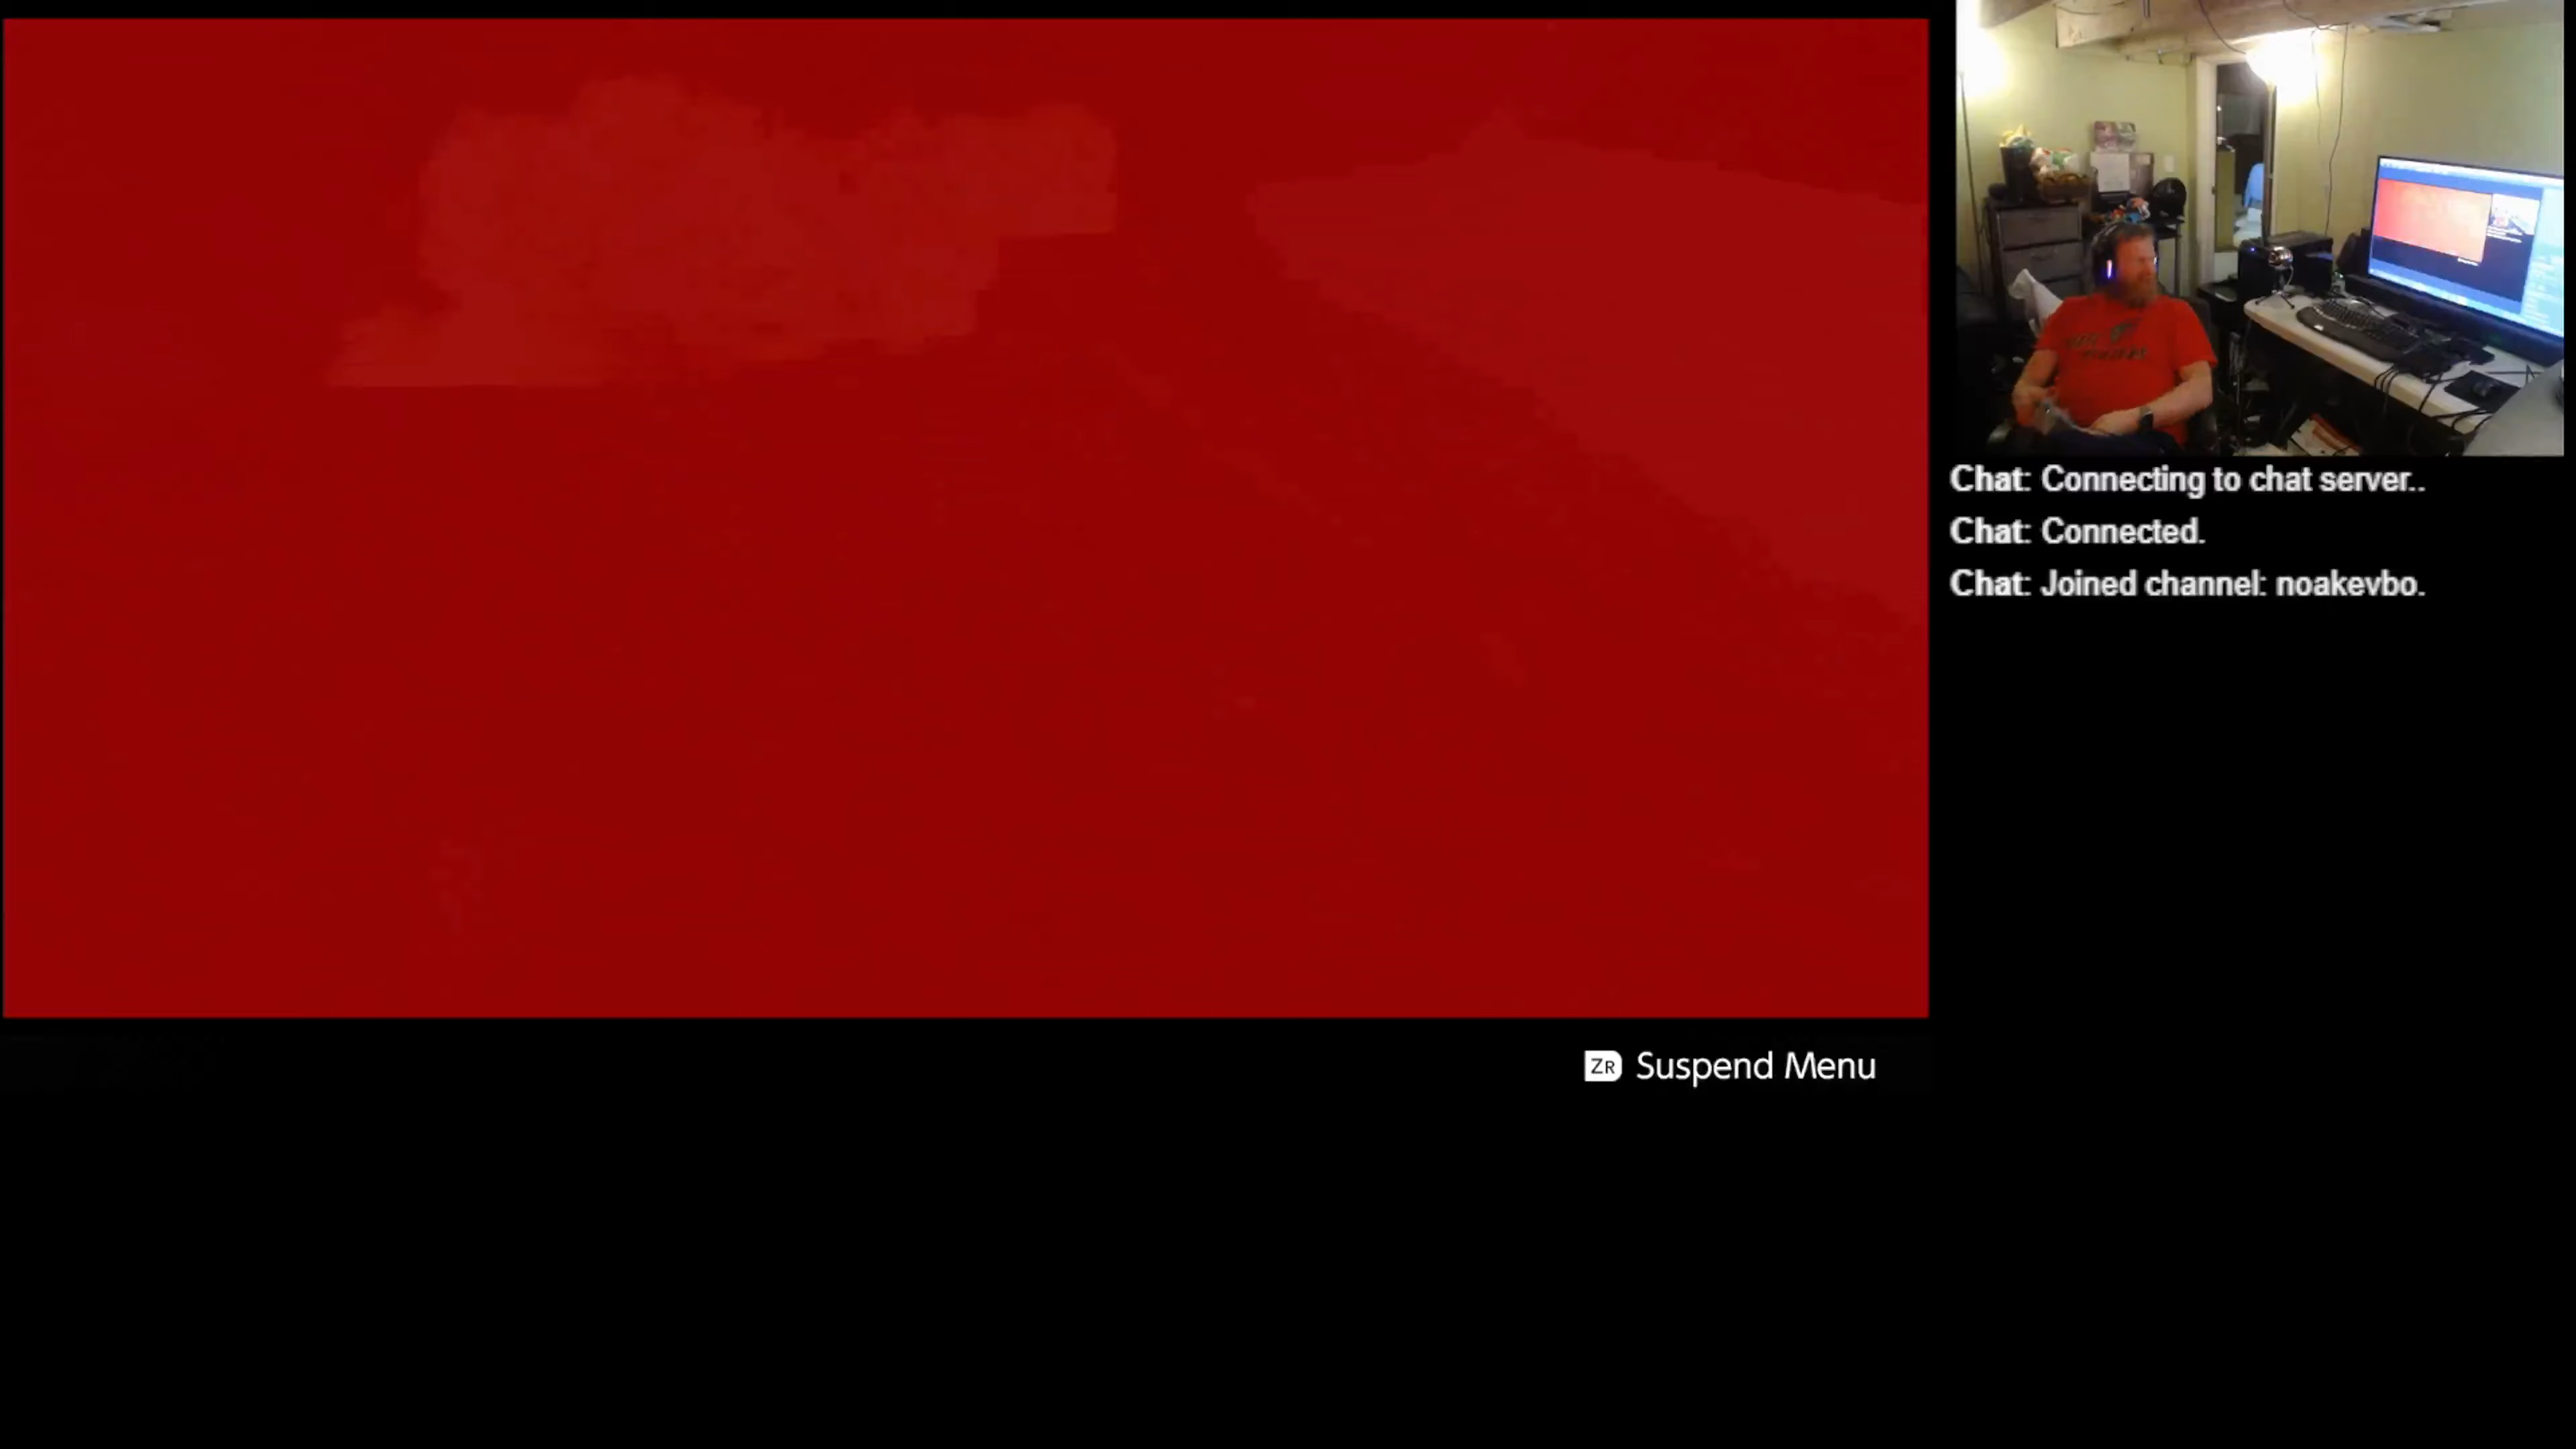 Chat: Connecting to chat server..
Chat: Connected.
Chat: Joined channel: noakevbo.
ZR Suspend Menu